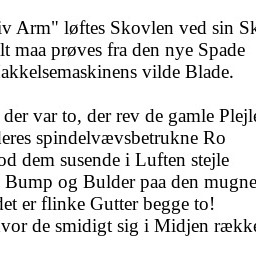 iv Arm" løftes Skovlen ved sin Sk
lt maa prøves fra den nye Spade
akkelsemaskinens vilde Blade.
der var to, der rev de gamle Plejle
deres spindelvævsbetrukne Ro
od dem susende i Luften stejle
Bump og Bulder paa den mugne
det er flinke Gutter begge to!
vor de smidigt sig i Midjen række